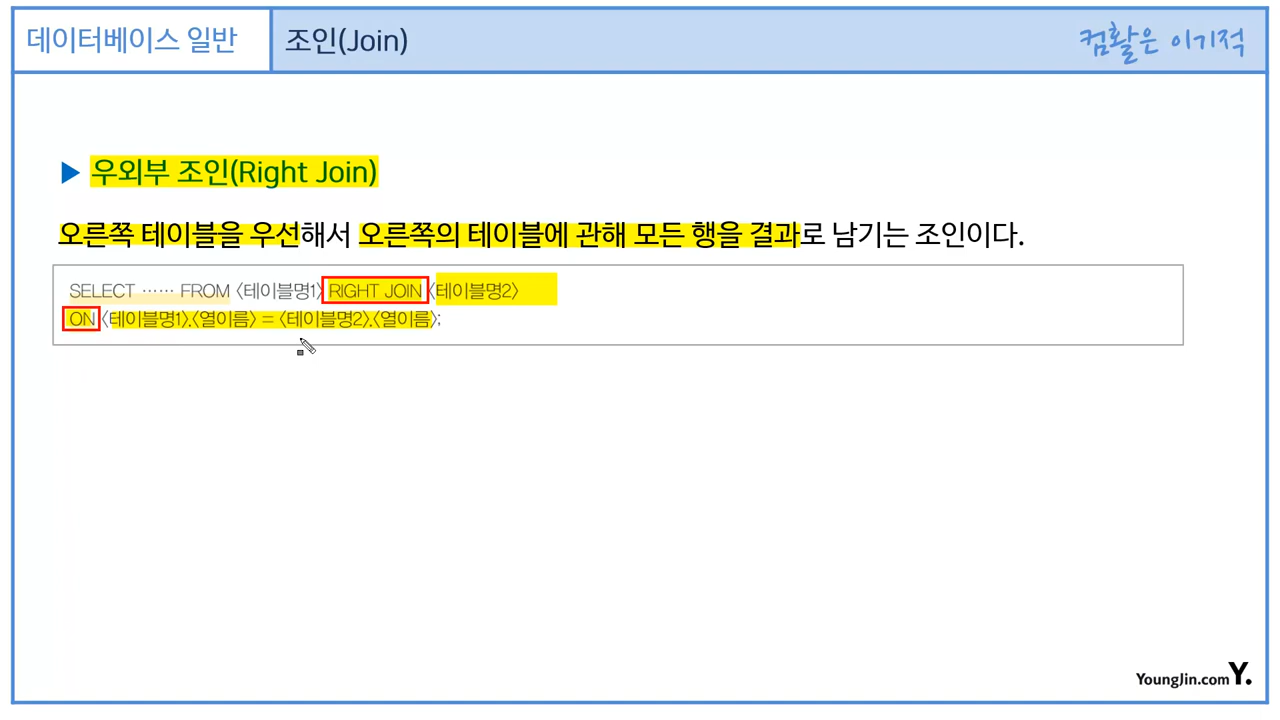 데이터베이스 일반
조인(Join)
컴활은 이기적
▶ 우외부 조인(Right Join)
오른쪽 테이블을 우선해서 오른쪽의 테이블에 관해 모든 행을 결과로 남기는 조인이다.
SELECT …… FROM 〈테이블명1〉 RIGHT JOIN 〈테이블명2〉
ON 〈테이블명1〉.〈열이름〉 = 〈테이블명2〉.〈열이름〉;
YoungJin.com Y.